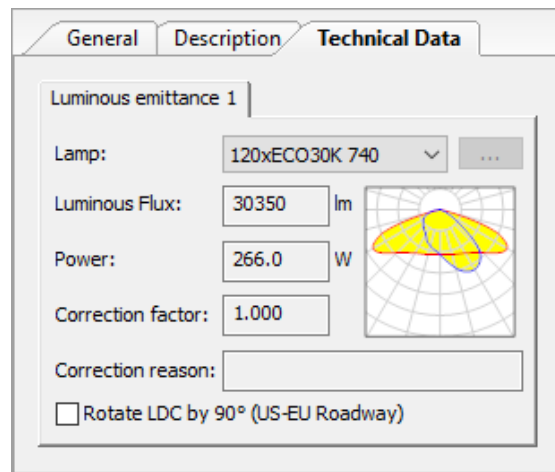 General Description Technical Data
Luminous emittance 1
Lamp: 120xECO30K 740 ...
Luminous Flux: 30350 lm
Power: 266.0 W
Correction factor: 1.000
Correction reason:
Rotate LDC by 90° (US-EU Roadway)